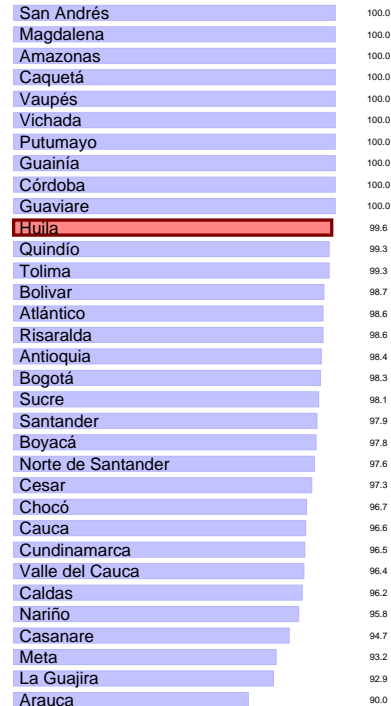 San Andrés 100.0
Magdalena 100.0
Amazonas 100.0
Caquetá 100.0
Vaupés 100.0
Vichada 100.0
Putumayo 100.0
Guainía 100.0
Córdoba 100.0
Guaviare 100.0
Huila 99.6
Quindío 99.3
Tolima 99.3
Bolivar 98.7
Atlántico 98.6
Risaralda 98.6
Antioquia 98.4
Bogotá 98.3
Sucre 98.1
Santander 97.9
Boyacá 97.8
Norte de Santander 97.6
Cesar 97.3
Chocó 96.7
Cauca 96.6
Cundinamarca 96.5
Valle del Cauca 96.4
Caldas 96.2
Nariño 95.8
Casanare 94.7
Meta 93.2
La Guajira 92.9
Arauca 90.0